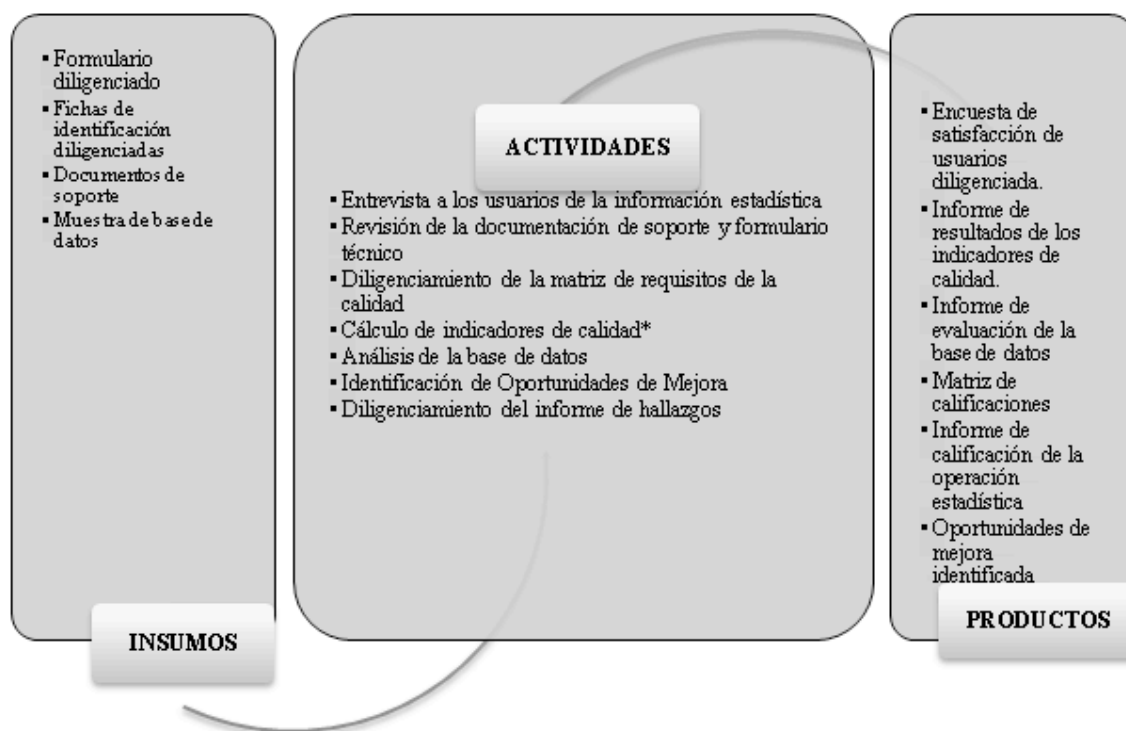 ▪ Formulario
diligenciado
▪ Fichas de
identificación
diligenciadas
▪ Documentos de
soporte
▪ Muestra de base de
datos
INSUMOS
ACTIVIDADES
▪ Entrevista a los usuarios de la información estadística
▪ Revisión de la documentación de soporte y formulario
técnico
▪ Diligenciamiento de la matriz de requisitos de la
calidad
▪ Cálculo de indicadores de calidad*
▪ Análisis de la base de datos
▪ Identificación de Oportunidades de Mejora
▪ Diligenciamiento del informe de hallazgos
▪ Encuesta de
satisfacción de
usuarios
diligenciada.
▪ Informe de
resultados de los
indicadores de
calidad.
▪ Informe de
evaluación de la
base de datos
▪ Matriz de
calificaciones
▪ Informe de
calificación de la
operación
estadística
▪ Oportunidades de
mejora
identificada
PRODUCTOS